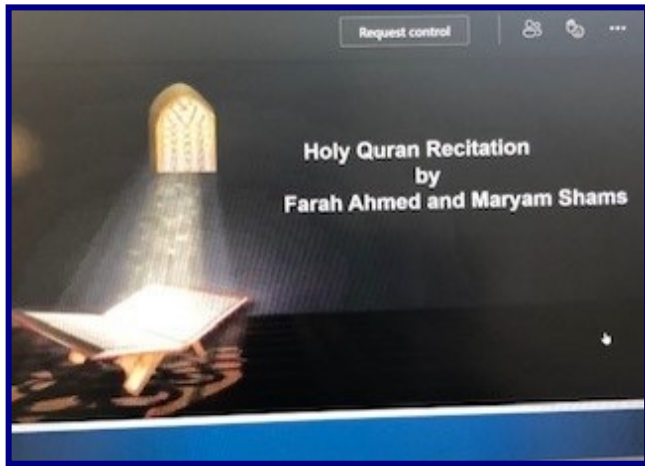 Request control
Holy Quran Recitation
by
Farah Ahmed and Maryam Shams